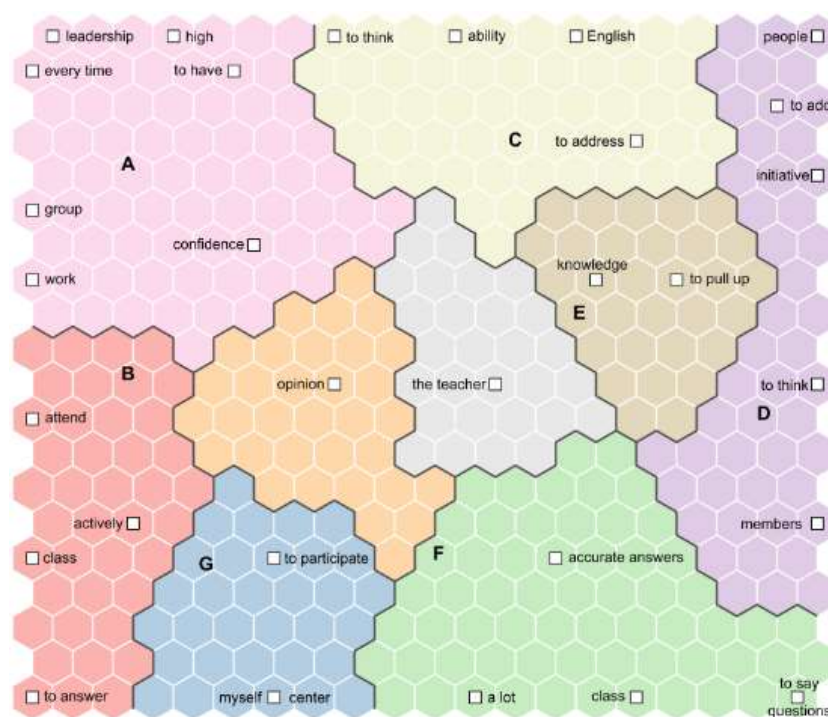 leadership
high
to think
ability
English
people
every time
to have
to add
to address
C
A
initiative
group
confidence
knowledge
work
to pull up
E
B
opinion
the teacher
to think
attend
D
actively
members
class
G
to participate
F
accurate answers
to say
to answer
myself
center
a lot
class
questions